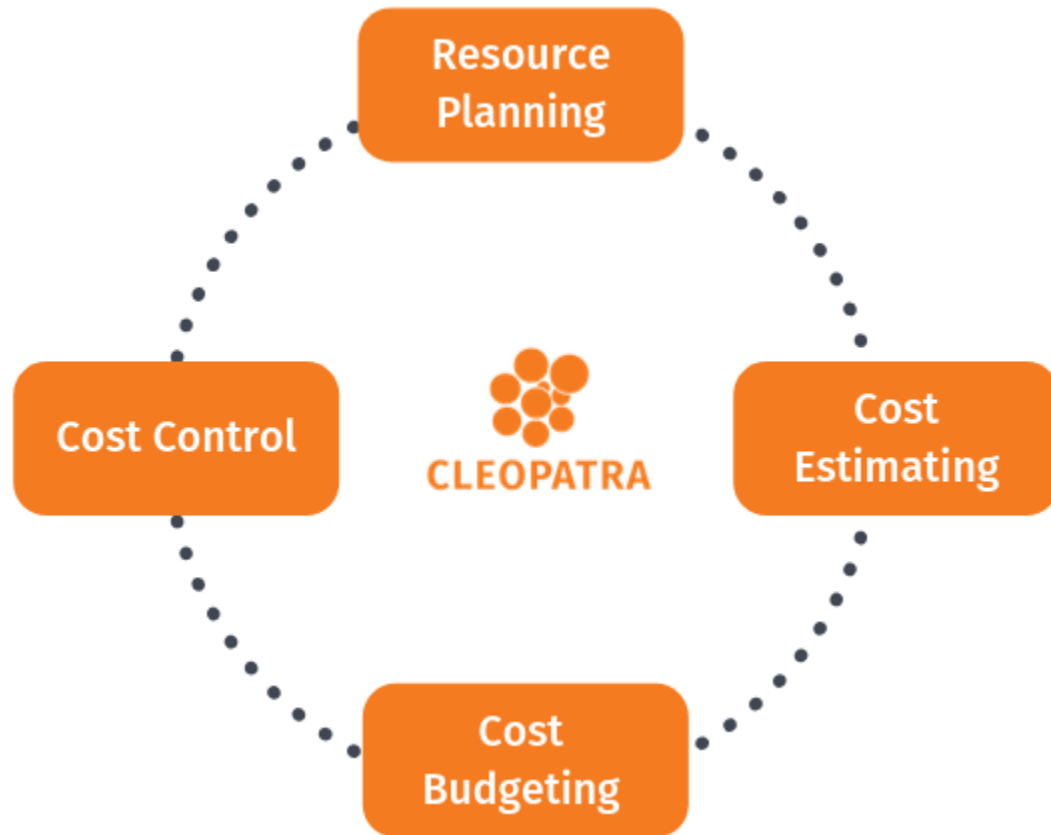 Resource
Planning
Cost Control
CLEOPATRA
Cost
Estimating
Cost
Budgeting